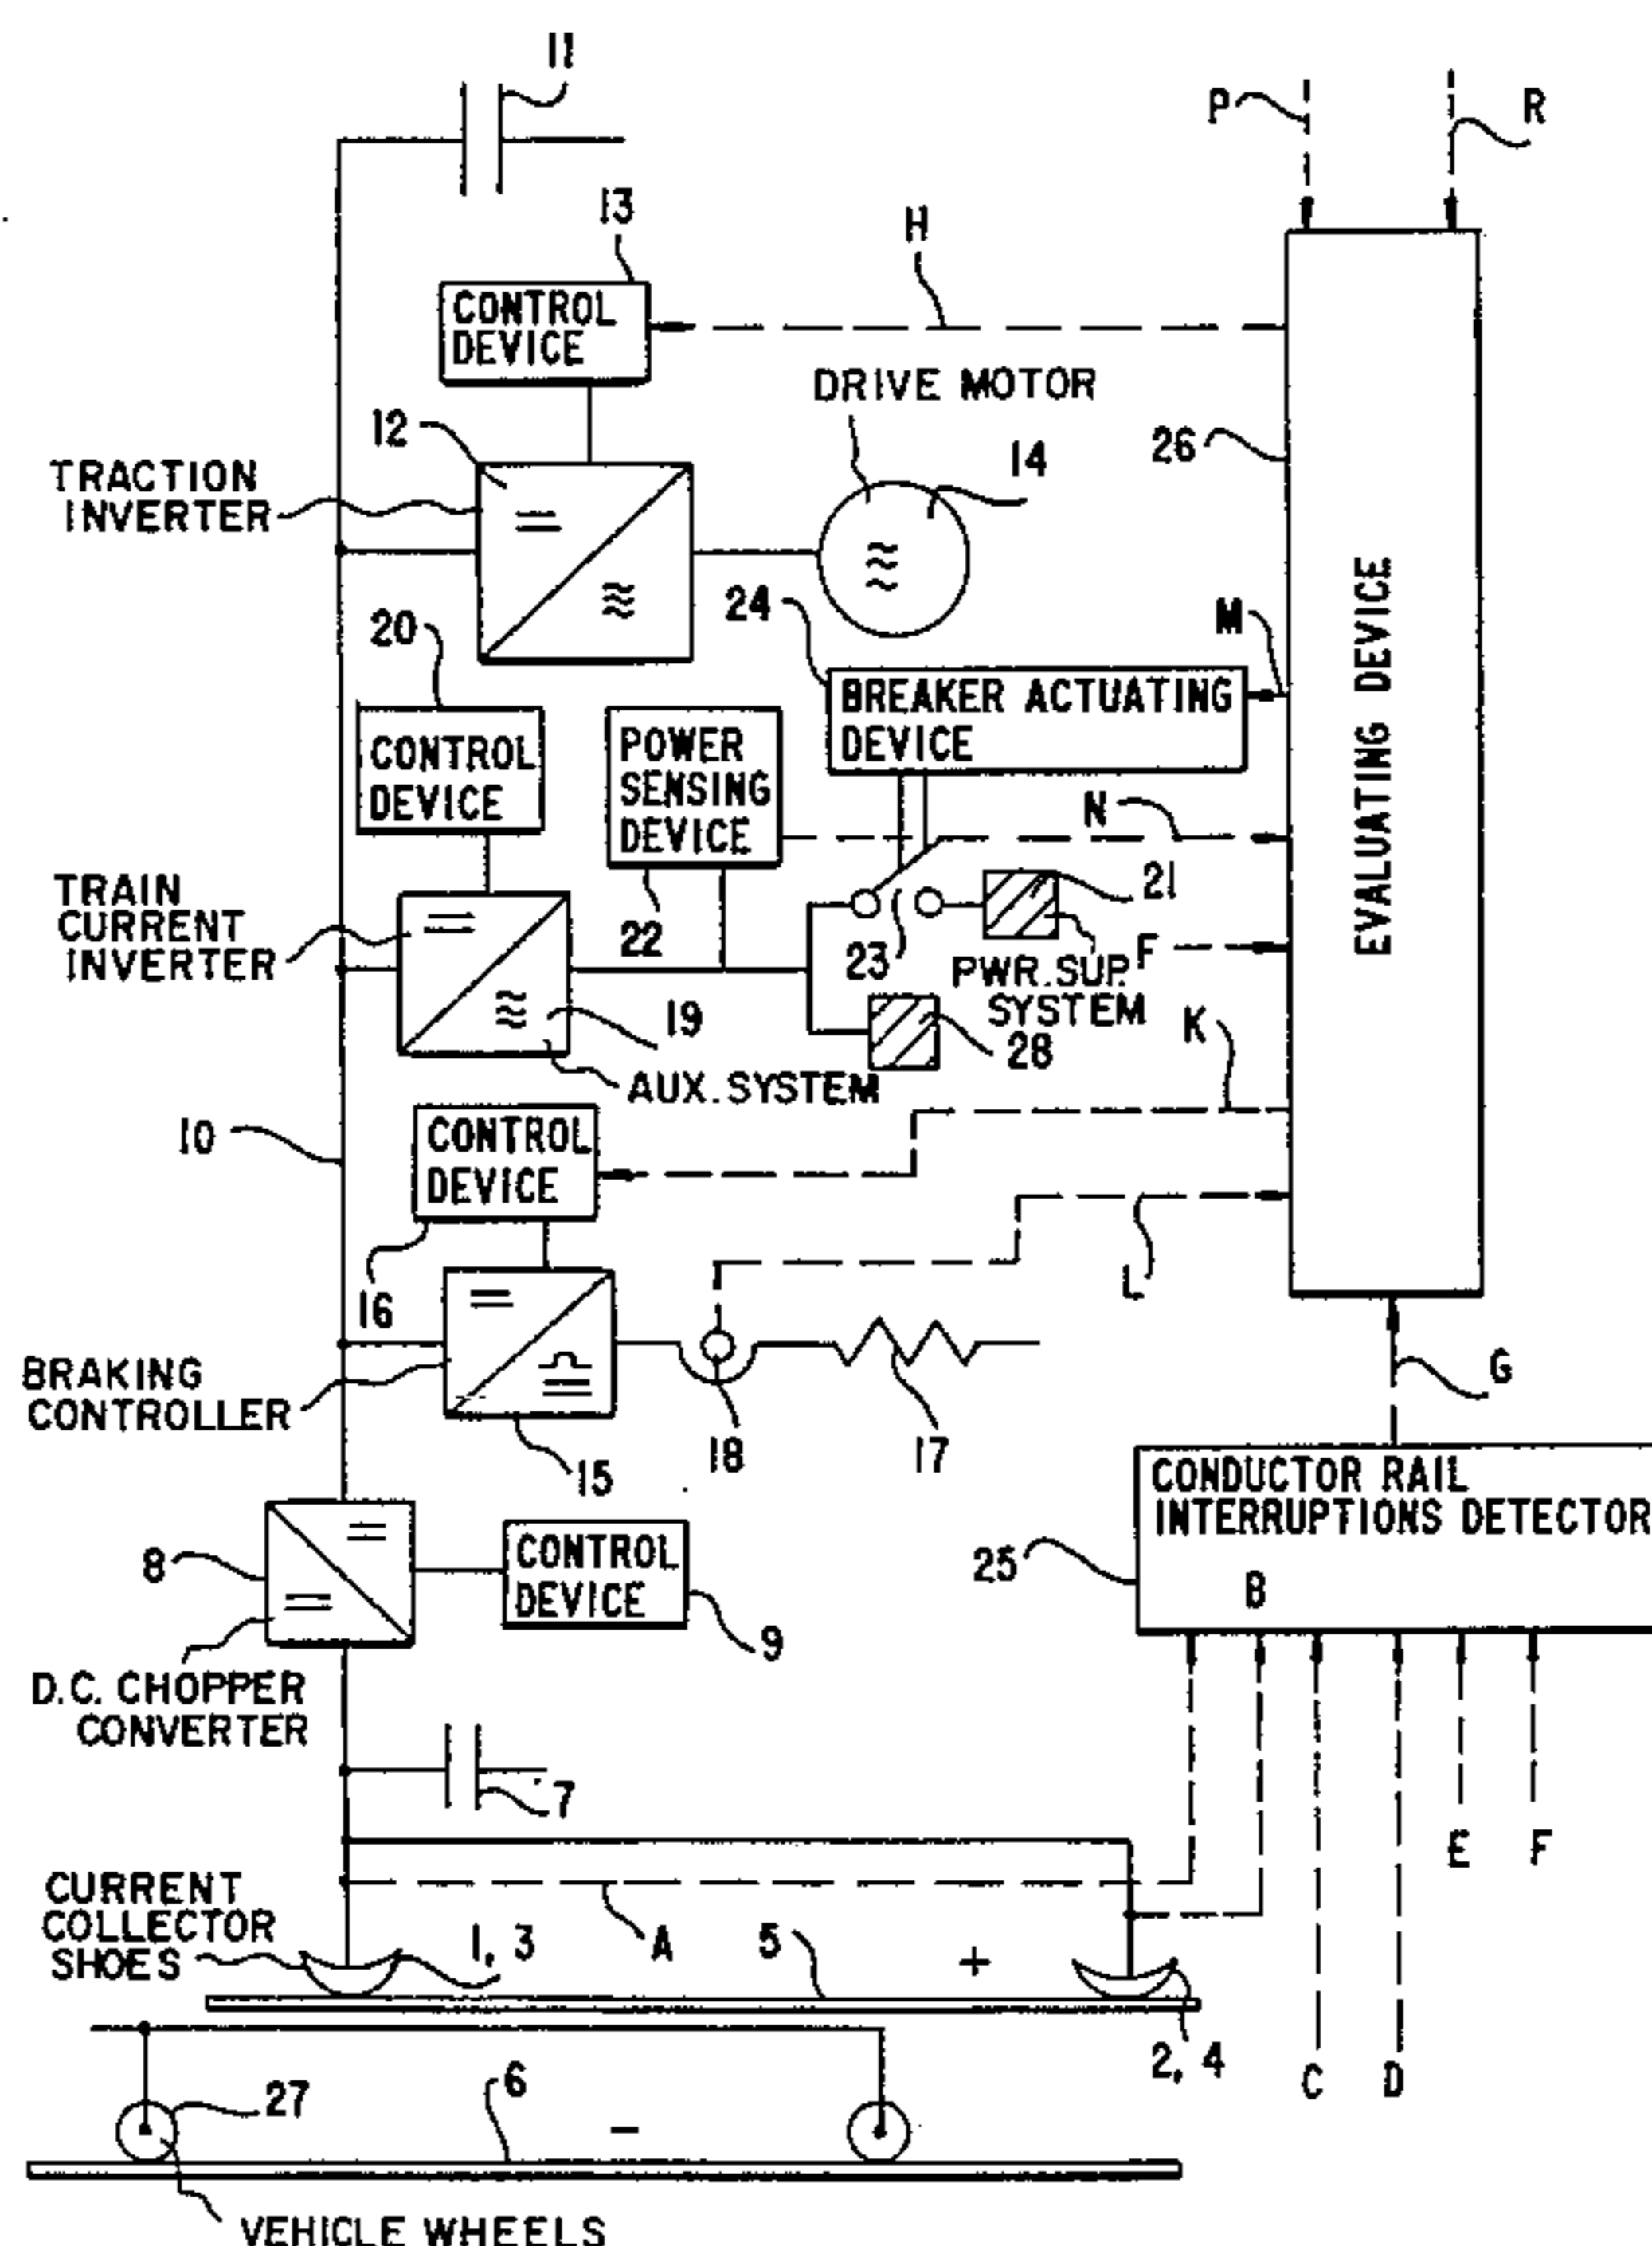 11
P
R
13
H
CONTROL
DEVICE
DRIVE MOTOR
12
14
26
TRACTION
INVERTER
24
M
20
BREAKER ACTUATING
DEVICE
CONTROL
DEVICE
POWER
SENSING
DEVICE
N
EVALUATING DEVICE
21
TRAIN
CURRENT
INVERTER
22
23
F
PWR. SUP.
SYSTEM
19
28
K
AUX. SYSTEM
10
CONTROL
DEVICE
16
L
BRAKING
CONTROLLER
18
17
G
15
CONDUCTOR RAIL
INTERRUPTIONS DETECTOR
8
CONTROL
DEVICE
25
B
9
D.C. CHOPPER
CONVERTER
7
E
F
CURRENT
COLLECTOR
SHOES
1, 3
A
5
+
2, 4
C
D
27
6
−
VEHICLE WHEELS